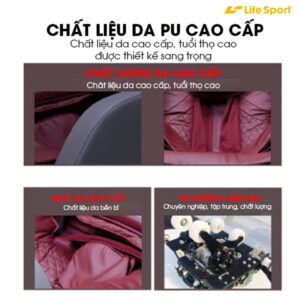 Life Sport
CHẤT LIỆU DA PU CAO CẤP
Chất liệu da cao cấp, tuổi thọ cao
được thiết kế sang trọng
CHẤT LƯỢNG DA CAO CẤP
Chất liệu da cao cấp, tuổi thọ cao
BỌC DA CAO CẤP
Chất liệu da bền bỉ
Chuyên nghiệp, tập trung, chất lượng